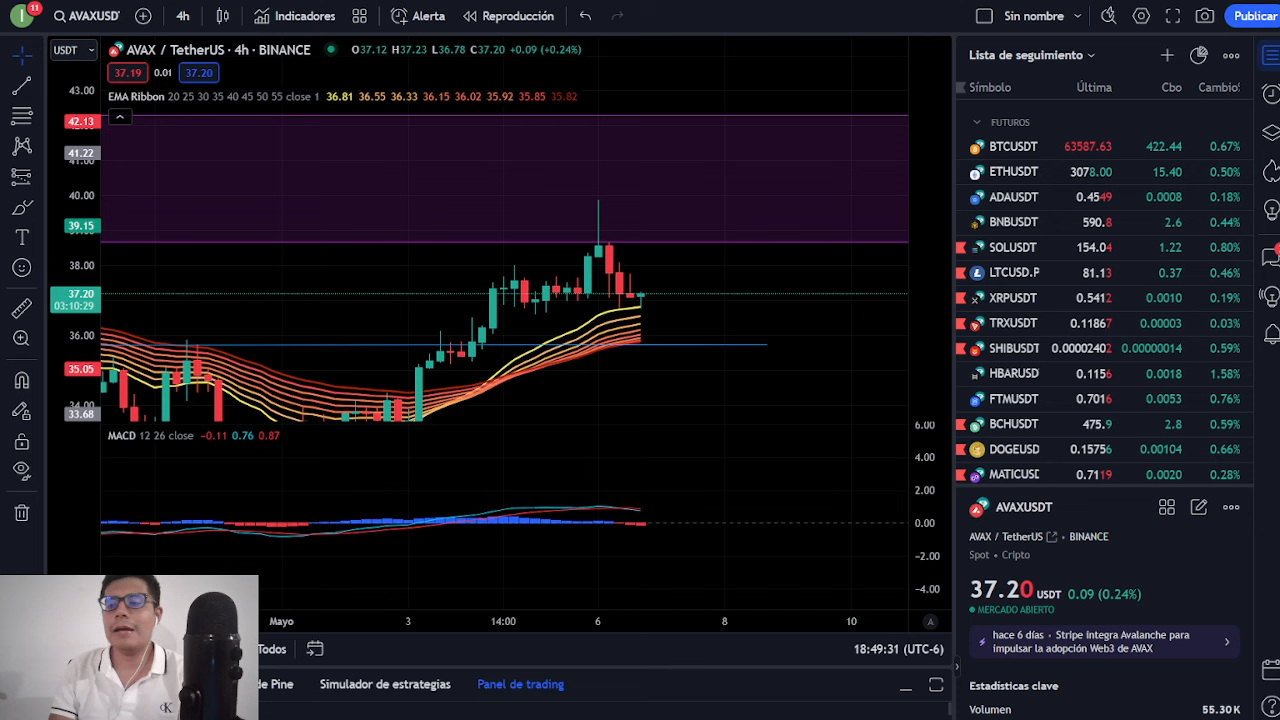 I
11
AVAXUSD
4h
Indicadores
Alerta
Reproducción
Sin nombre
Publicar
USDT
AVAX / TetherUS · 4h · BINANCE
O37.12 H37.23 L36.78 C37.20 +0.09 (+0.24%)
37.19 0.01 37.20
EMA Ribbon 20 25 30 35 40 45 50 55 close 1 36.81 36.55 36.33 36.15 36.02 35.92 35.85 35.82
43.00
42.13
41.22
41.00
40.00
39.15
38.00
37.20
03:10:29
36.00
35.05
34.00
33.68
MACD 12 26 close −0.11 0.76 0.87
6.00
4.00
2.00
0.00
−2.00
−4.00
Mayo 3 14:00 6 8 10
A
Todos
18:49:31 (UTC-6)
de Pine
Simulador de estrategias
Panel de trading
Lista de seguimiento
Símbolo Última Cbo Cambio
FUTUROS
BTCUSDT 63587.63 422.44 0.67%
ETHUSDT 3078.00 15.40 0.50%
ADAUSDT 0.4549 0.0008 0.18%
BNBUSDT 590.8 2.6 0.44%
SOLUSDT 154.04 1.22 0.80%
LTCUSD.P 81.13 0.37 0.46%
XRPUSDT 0.5412 0.0010 0.19%
TRXUSDT 0.11867 0.00003 0.03%
SHIBUSDT 0.00002402 0.00000014 0.59%
HBARUSD 0.1156 0.0018 1.58%
FTMUSDT 0.7016 0.0053 0.76%
BCHUSDT 475.9 2.8 0.59%
DOGEUSD 0.15756 0.00104 0.66%
MATICUSD 0.7119 0.0020 0.28%
AVAXUSDT
AVAX / TetherUS · BINANCE
Spot • Cripto
37.20 USDT 0.09 (0.24%)
MERCADO ABIERTO
hace 6 días · Stripe integra Avalanche para
impulsar la adopción Web3 de AVAX
Estadísticas clave
Volumen 55.30K
CK